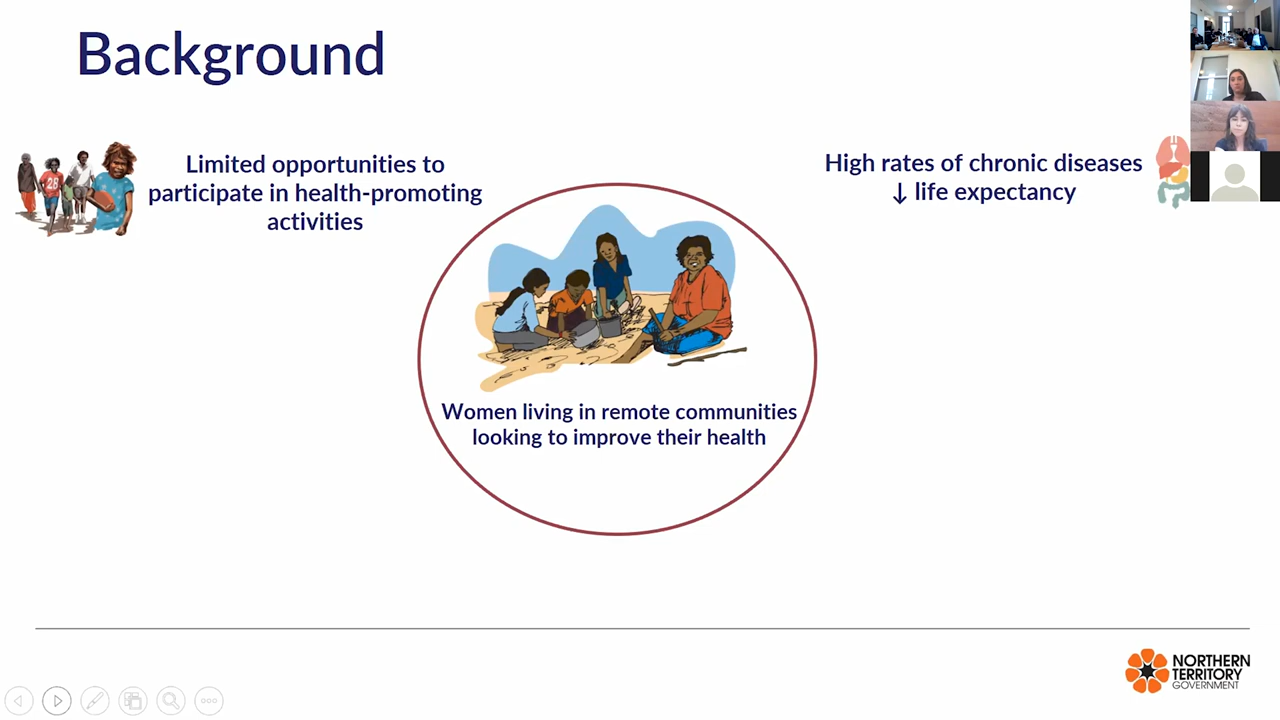 Background
Limited opportunities to
participate in health-promoting
activities
High rates of chronic diseases
↓ life expectancy
28
Women living in remote communities
looking to improve their health
NORTHERN
TERRITORY
GOVERNMENT